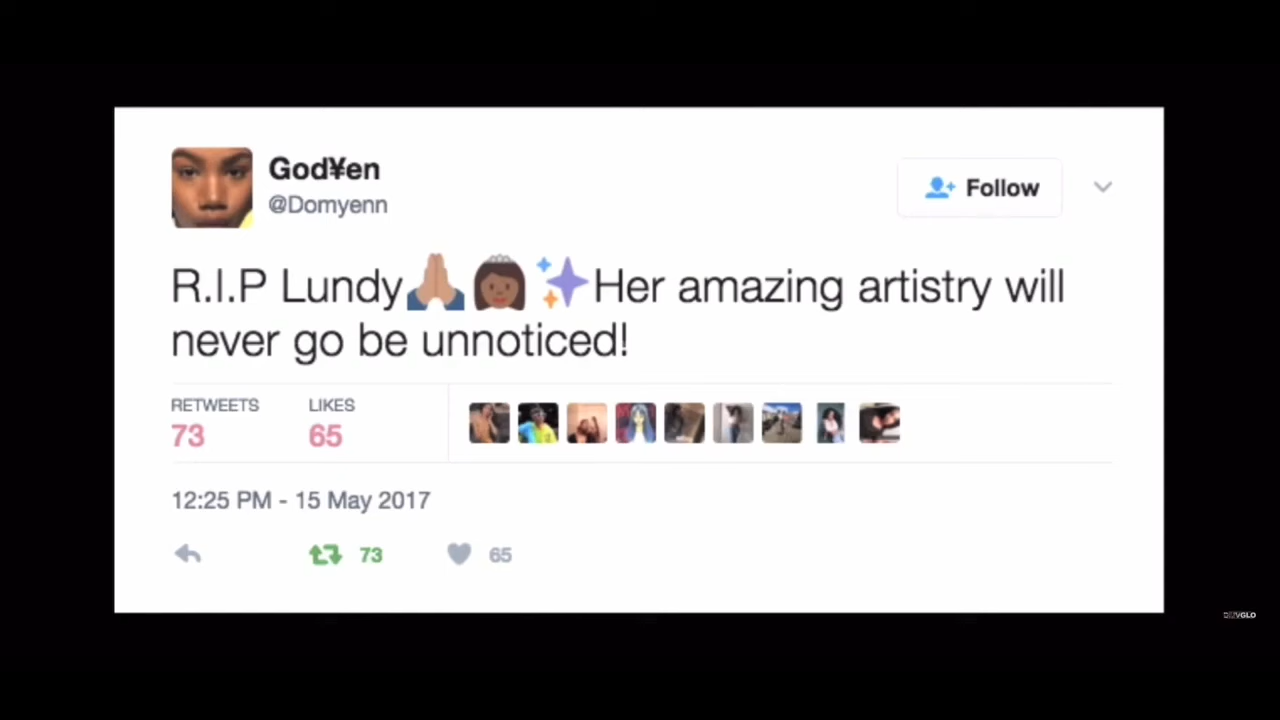 God¥en
@Domyenn
Follow
R.I.P Lundy🙏🏽👸🏽✨Her amazing artistry will
never go be unnoticed!
RETWEETS LIKES
73 65
12:25 PM - 15 May 2017
73 65